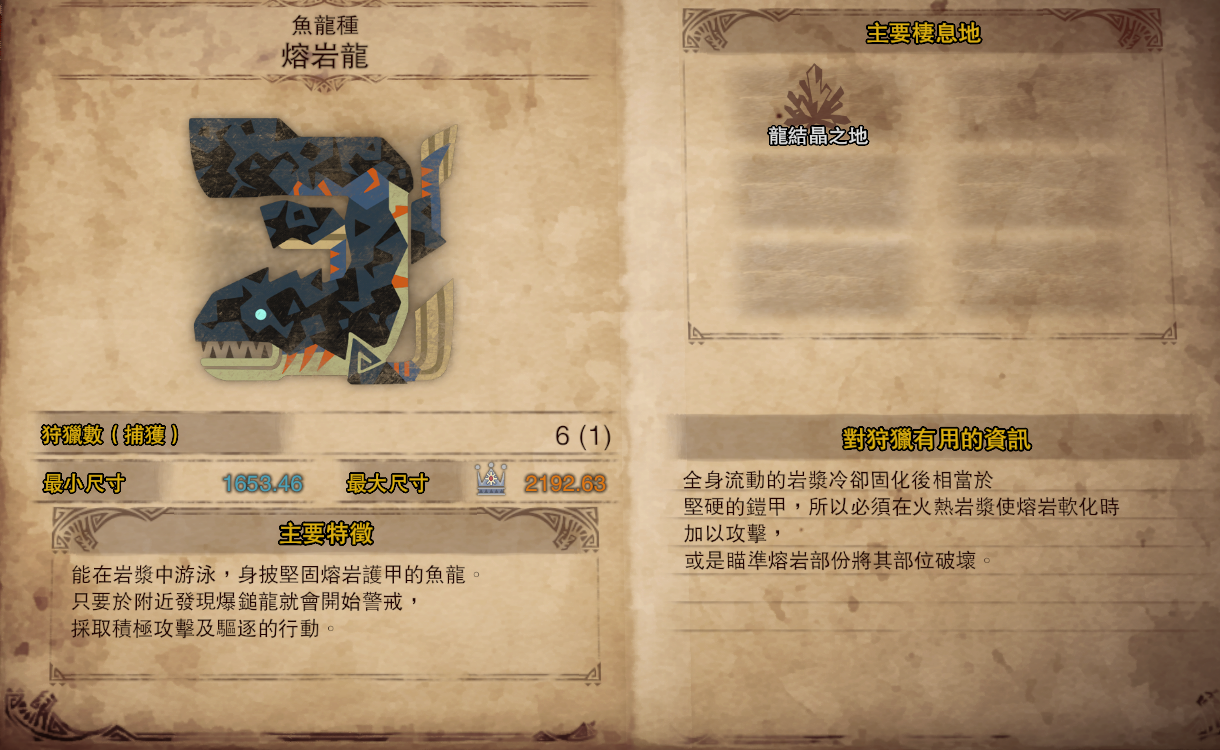 魚龍種
熔岩龍
狩獵數(捕獲)
6 (1)
最小尺寸 1653.46 最大尺寸 2192.63
主要特徵
能在岩漿中游泳,身披堅固熔岩護甲的魚龍。
只要於附近發現爆鎚龍就會開始警戒,
採取積極攻擊及驅逐的行動。
主要棲息地
龍結晶之地
對狩獵有用的資訊
全身流動的岩漿冷卻固化後相當於
堅硬的鎧甲,所以必須在火熱岩漿使熔岩軟化時
加以攻擊,
或是瞄準熔岩部份將其部位破壞。